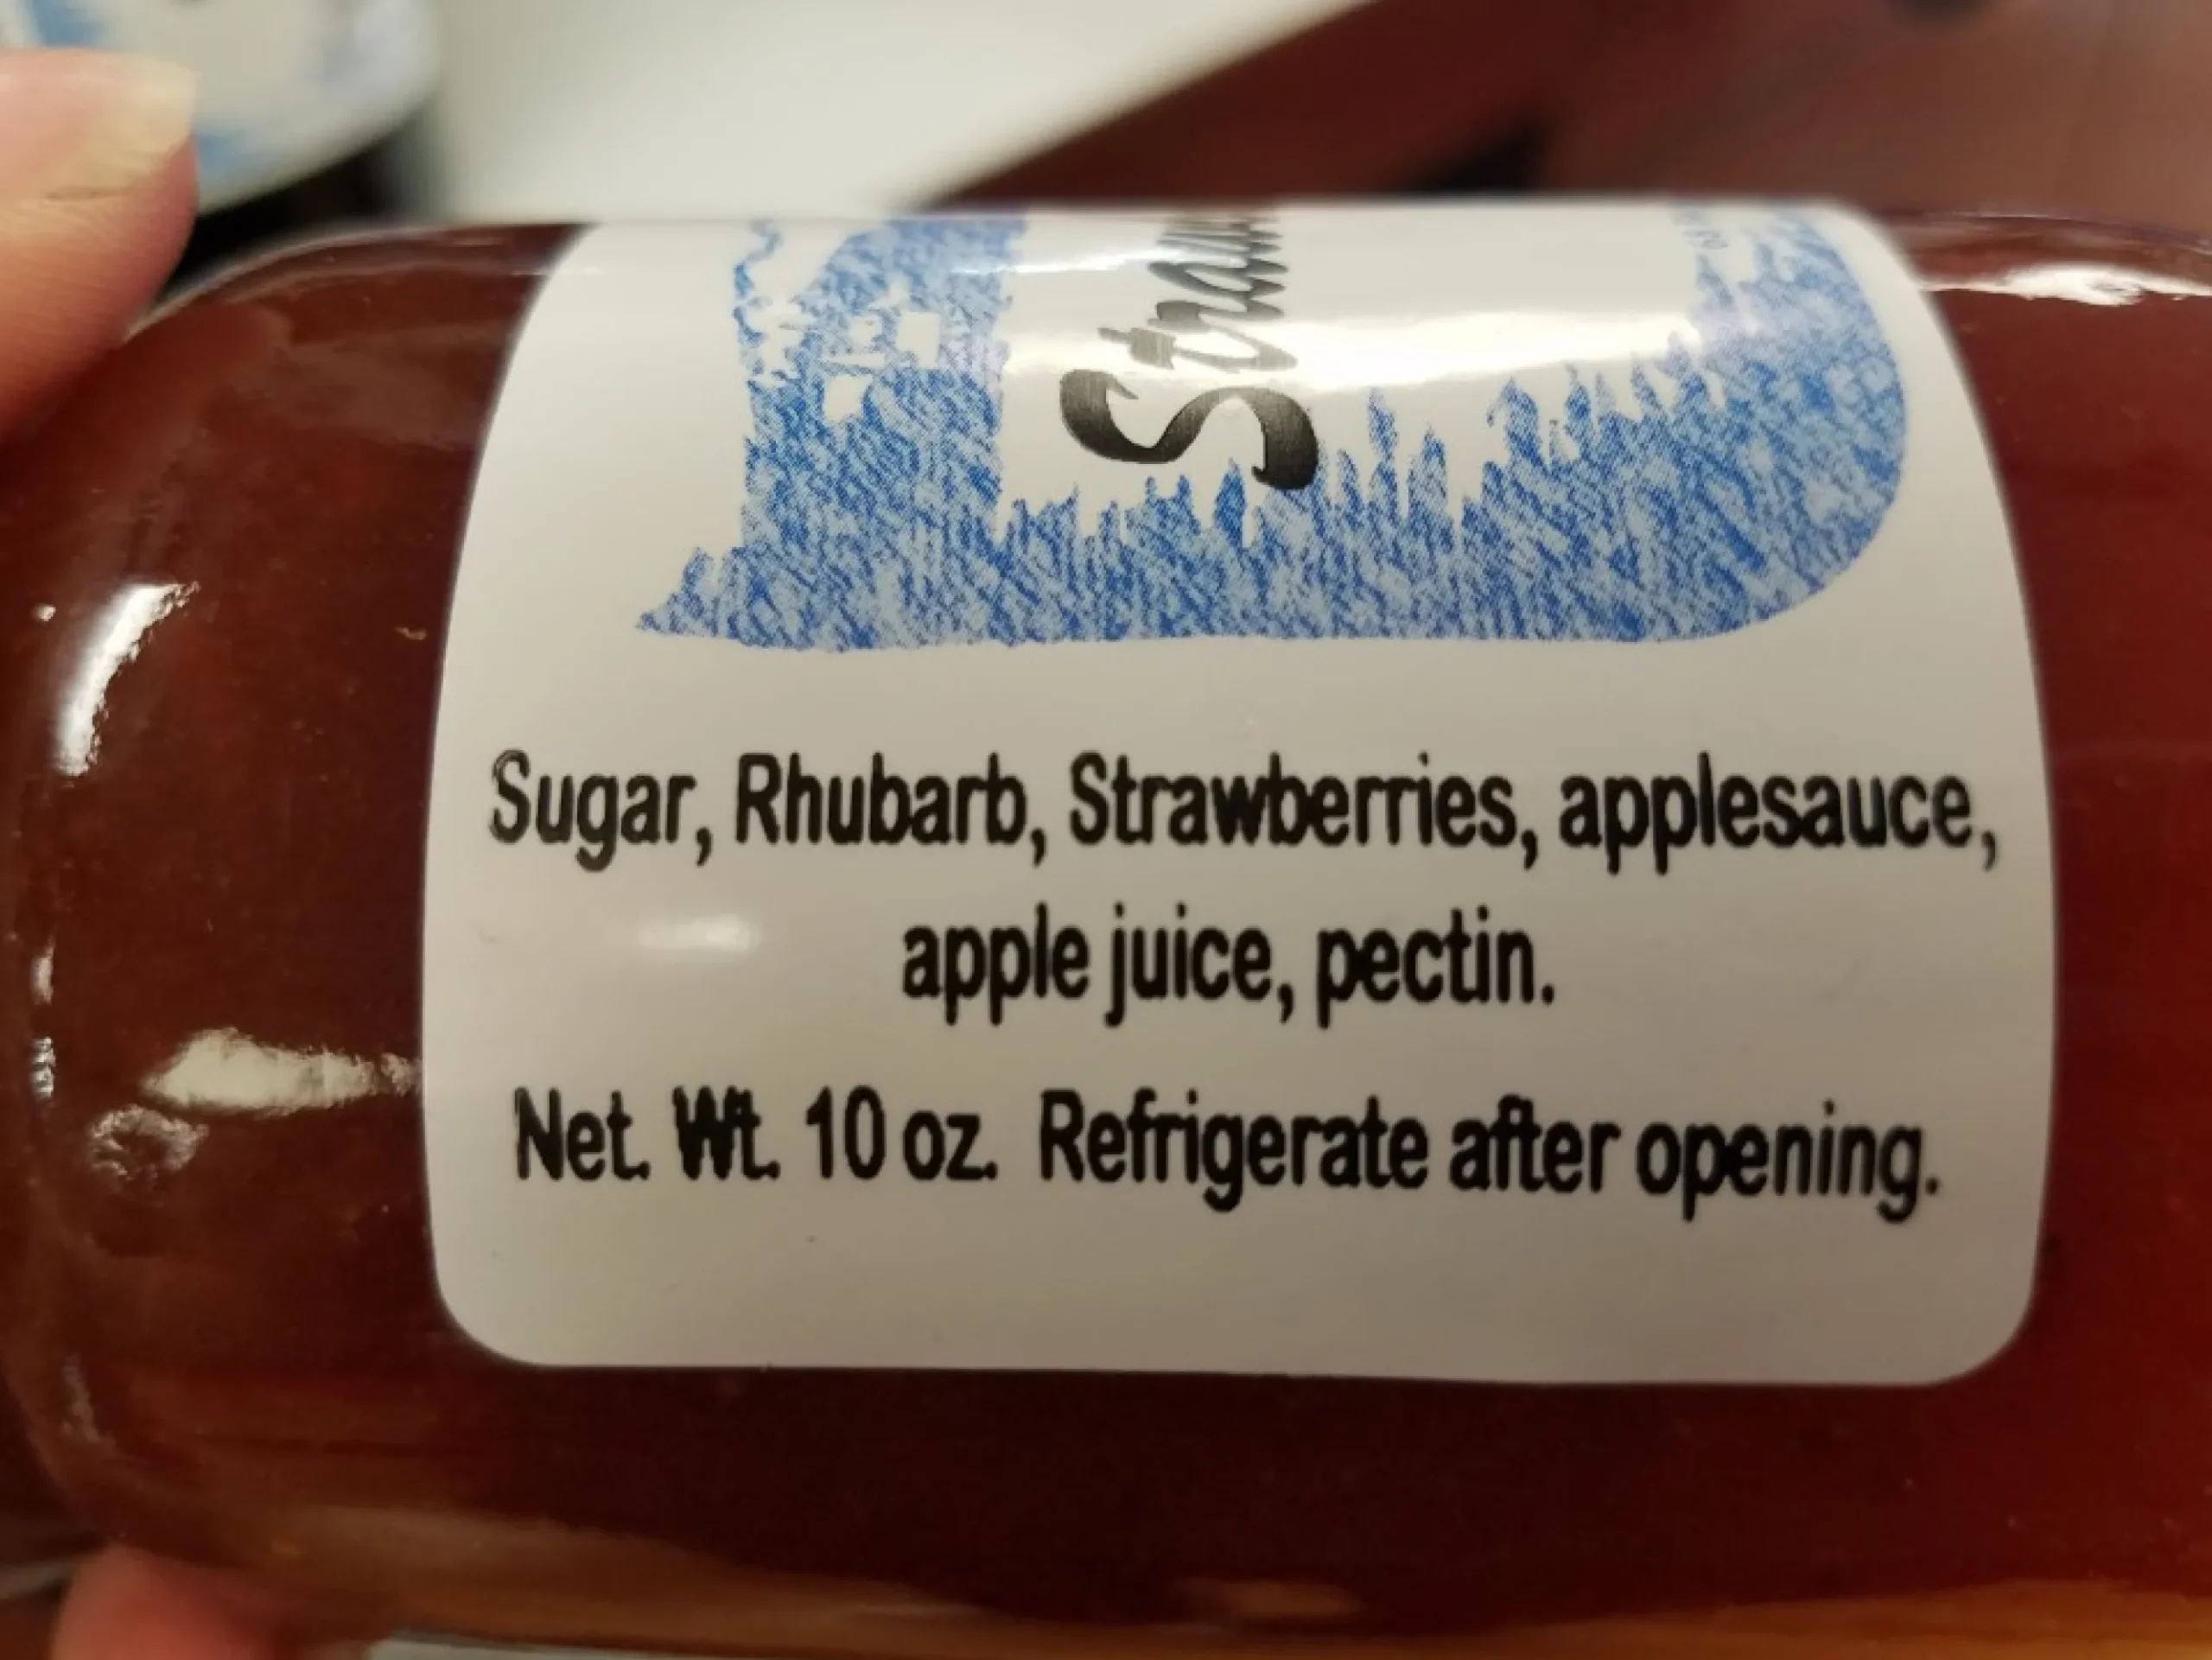 Sugar, Rhubarb, Strawberries, applesauce,
apple juice, pectin.
Net. Wt. 10 oz. Refrigerate after opening.